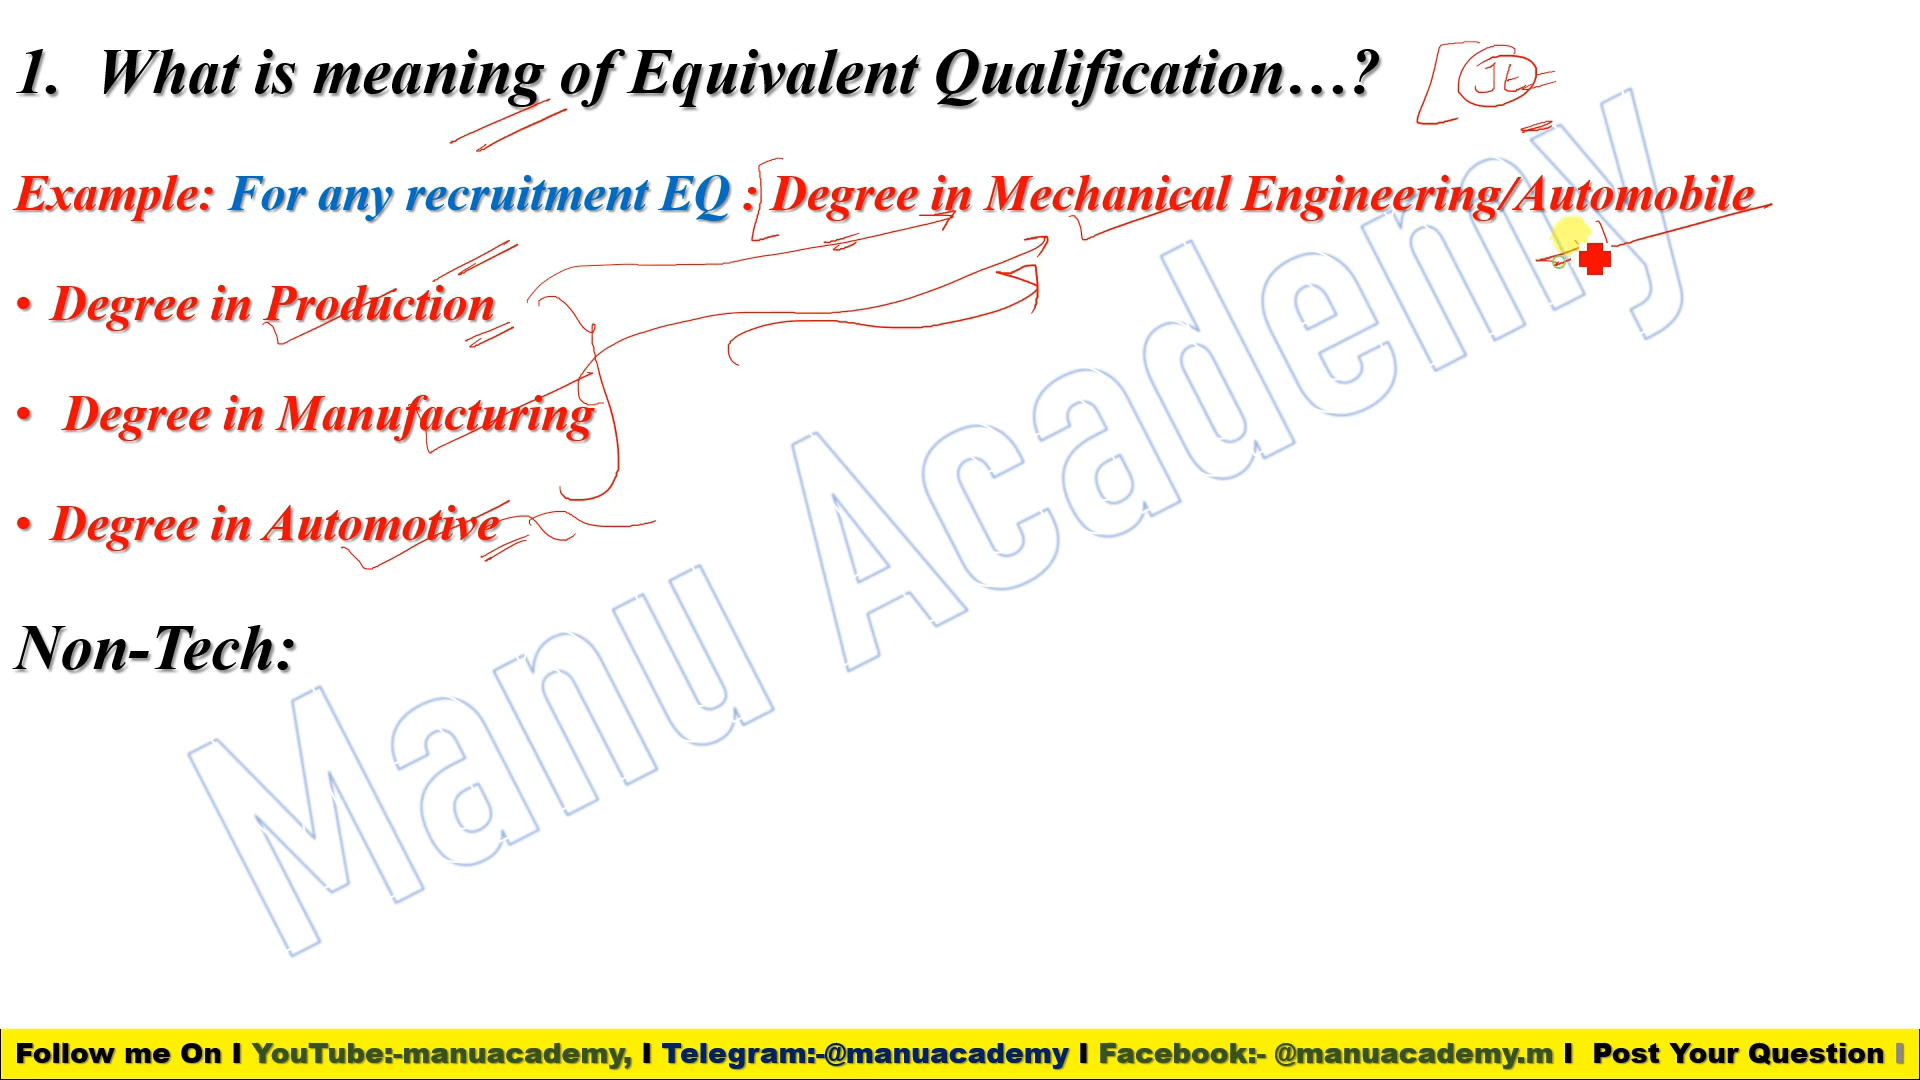 1. What is meaning of Equivalent Qualification...?
JE
Example: For any recruitment EQ : Degree in Mechanical Engineering/Automobile
• Degree in Production
• Degree in Manufacturing
• Degree in Automotive
Non-Tech:
Manu Academy
Follow me On I YouTube:-manuacademy, I Telegram:-@manuacademy I Facebook:- @manuacademy.m I Post Your Question I